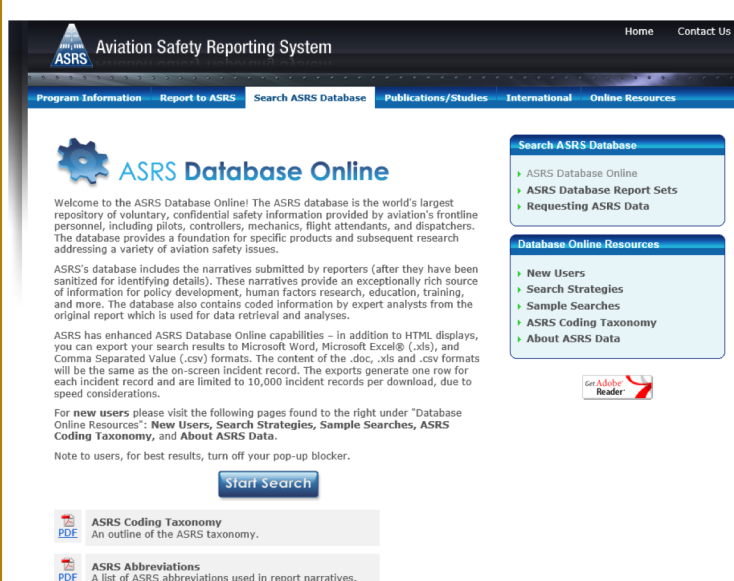 Home Contact Us
ASRS
Aviation Safety Reporting System
Program Information Report to ASRS Search ASRS Database Publications/Studies International Online Resources
ASRS Database Online
Welcome to the ASRS Database Online! The ASRS database is the world's largest
repository of voluntary, confidential safety information provided by aviation's frontline
personnel, including pilots, controllers, mechanics, flight attendants, and dispatchers.
The database provides a foundation for specific products and subsequent research
addressing a variety of aviation safety issues.
ASRS's database includes the narratives submitted by reporters (after they have been
sanitized for identifying details). These narratives provide an exceptionally rich source
of information for policy development, human factors research, education, training,
and more. The database also contains coded information by expert analysts from the
original report which is used for data retrieval and analyses.
ASRS has enhanced ASRS Database Online capabilities – in addition to HTML displays,
you can export your search results to Microsoft Word, Microsoft Excel® (.xls), and
Comma Separated Value (.csv) formats. The content of the .doc, .xls and .csv formats
will be the same as the on-screen incident record. The exports generate one row for
each incident record and are limited to 10,000 incident records per download, due to
speed considerations.
For new users please visit the following pages found to the right under "Database
Online Resources": New Users, Search Strategies, Sample Searches, ASRS
Coding Taxonomy, and About ASRS Data.
Note to users, for best results, turn off your pop-up blocker.
Start Search
PDF
ASRS Coding Taxonomy
An outline of the ASRS taxonomy.
PDF
ASRS Abbreviations
A list of ASRS abbreviations used in report narratives.
Search ASRS Database
ASRS Database Online
ASRS Database Report Sets
Requesting ASRS Data
Database Online Resources
New Users
Search Strategies
Sample Searches
ASRS Coding Taxonomy
About ASRS Data
Get Adobe®
Reader®